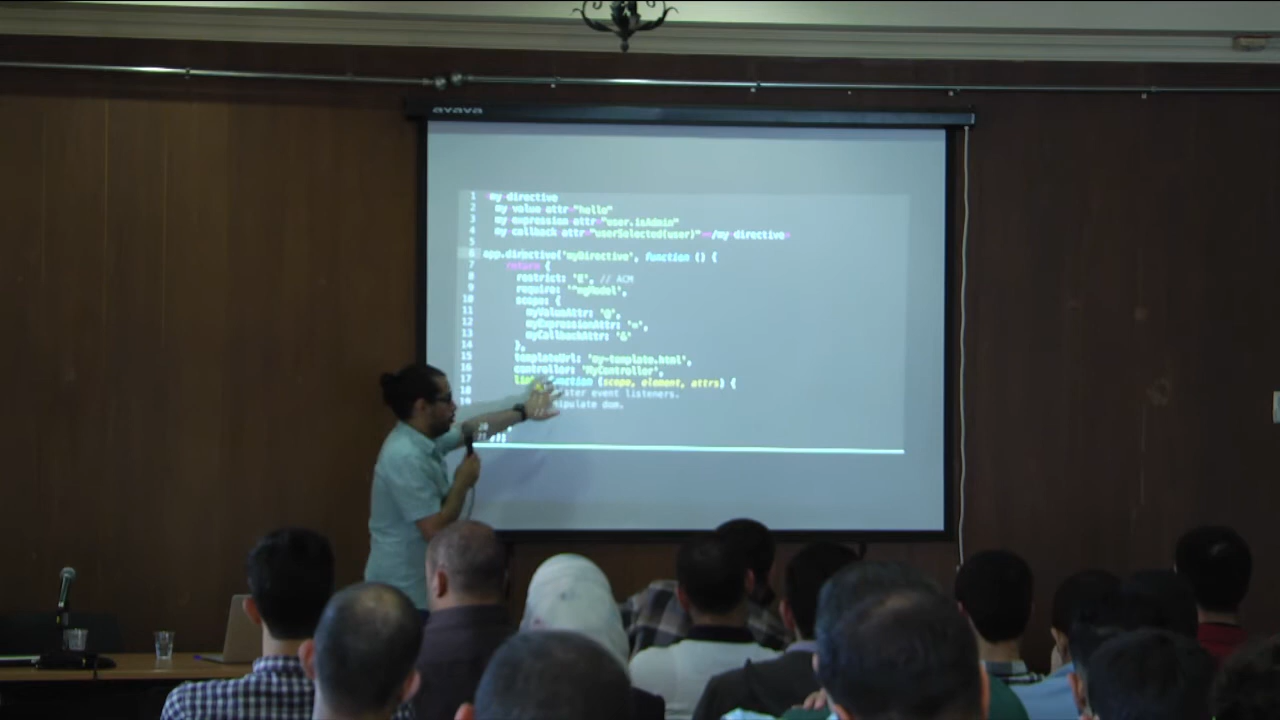 AVAYA
1 my directive
2 my value attr="hello"
3 my expression attr="user.isAdmin"
4 my callback attr="userSelected(user)"></my directive>
5
6 app.directive('myDirective', function () {
7 return {
8 restrict: 'E', // ACM
9 require: '^ngModel',
10 scope: {
11 myValueAttr: '@',
12 myExpressionAttr: '=',
13 myCallbackAttr: '&'
14 },
15 templateUrl: 'my-template.html',
16 controller: 'MyController',
17 link: function (scope, element, attrs) {
18 event listeners.
19 dom.
20
21 });